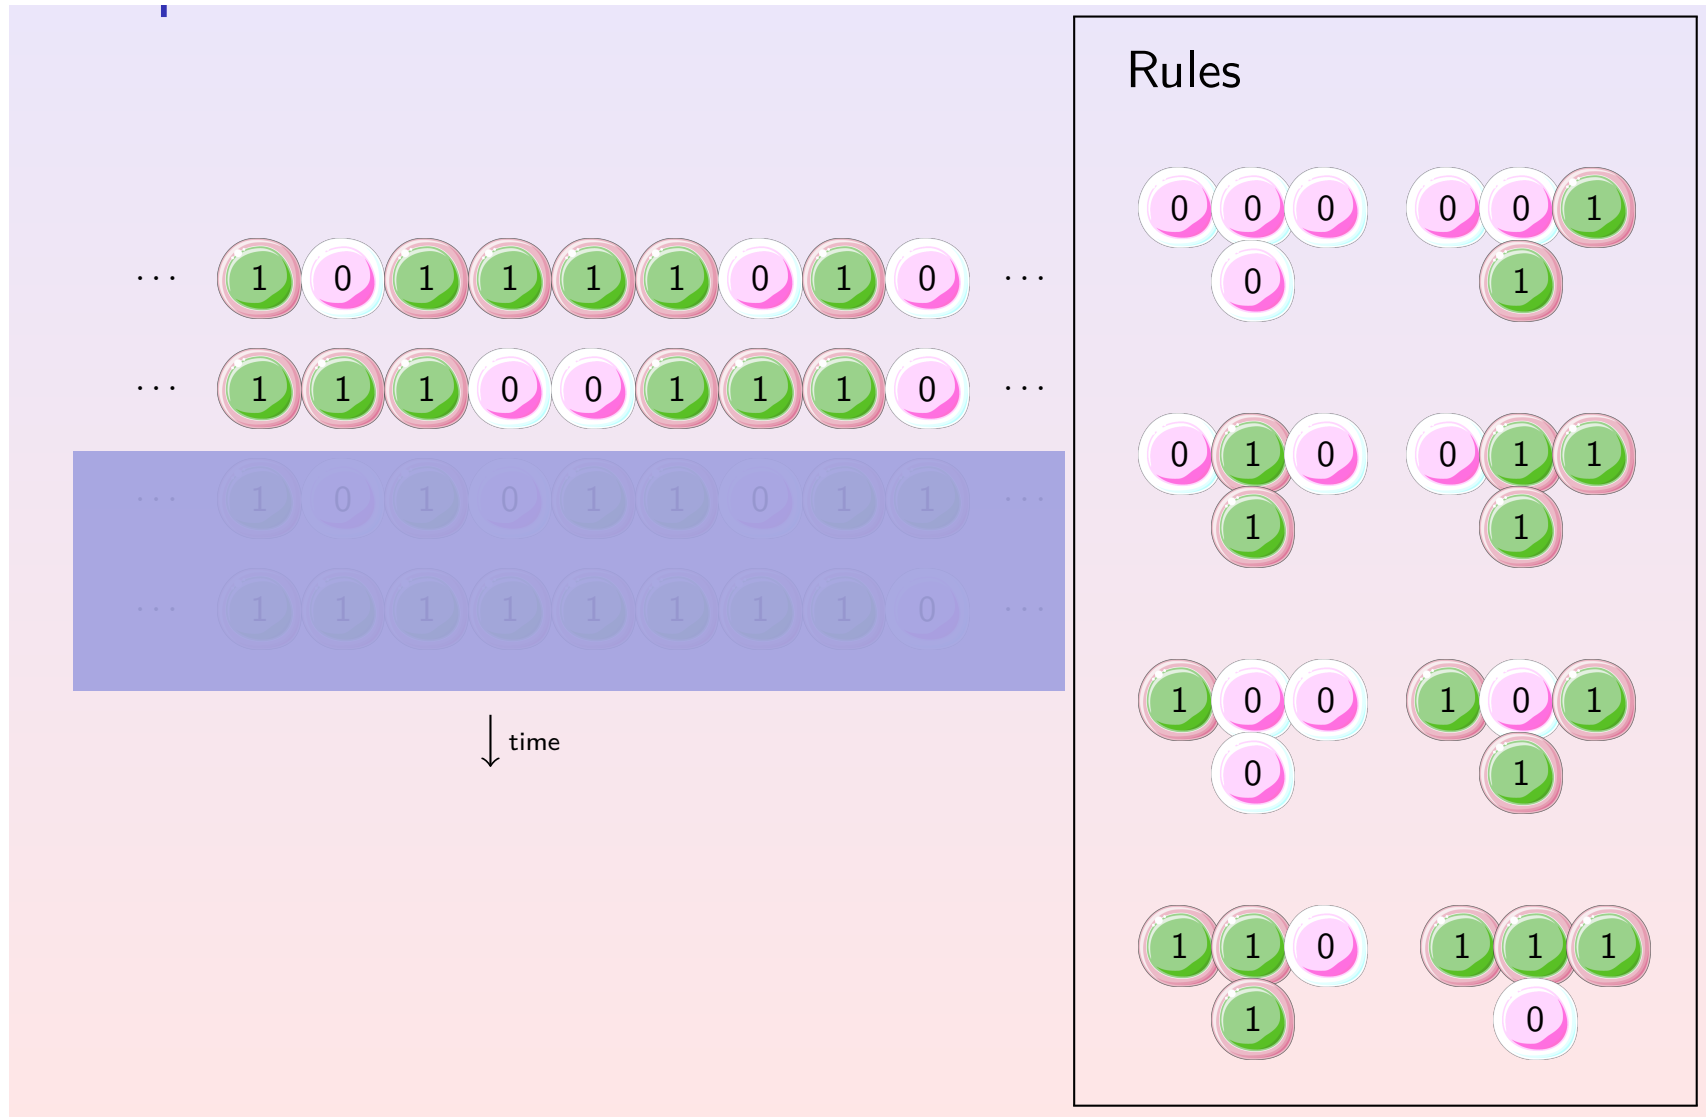 Rules
··· 1 0 1 1 1 1 0 1 0 ···
··· 1 1 1 0 0 1 1 1 0 ···
··· 1 0 1 0 1 1 0 1 1 ···
··· 1 1 1 1 1 1 1 1 0 ···
time
0 0 0 0 0 1
0 1
0 1 0 0 1 1
1 1
1 0 0 1 0 1
0 1
1 1 0 1 1 1
1 0